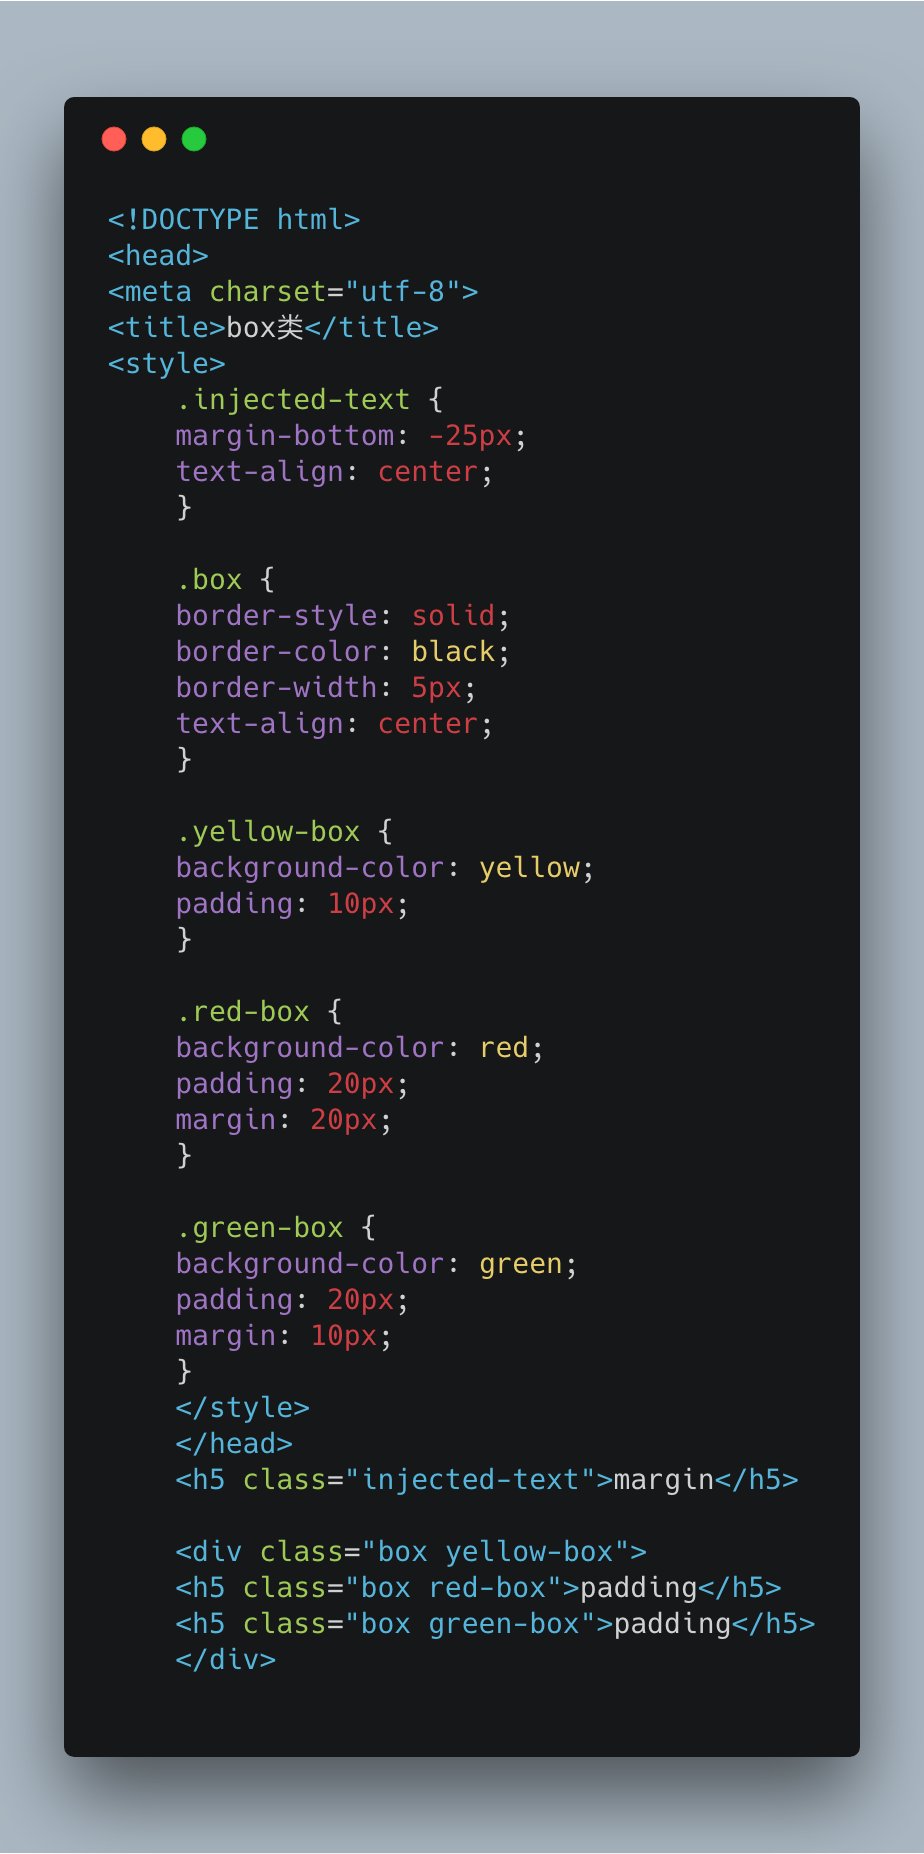 <!DOCTYPE html>
<head>
<meta charset="utf-8">
<title>box类</title>
<style>
    .injected-text {
    margin-bottom: -25px;
    text-align: center;
    }

    .box {
    border-style: solid;
    border-color: black;
    border-width: 5px;
    text-align: center;
    }

    .yellow-box {
    background-color: yellow;
    padding: 10px;
    }

    .red-box {
    background-color: red;
    padding: 20px;
    margin: 20px;
    }

    .green-box {
    background-color: green;
    padding: 20px;
    margin: 10px;
    }
    </style>
    </head>
    <h5 class="injected-text">margin</h5>

    <div class="box yellow-box">
    <h5 class="box red-box">padding</h5>
    <h5 class="box green-box">padding</h5>
    </div>